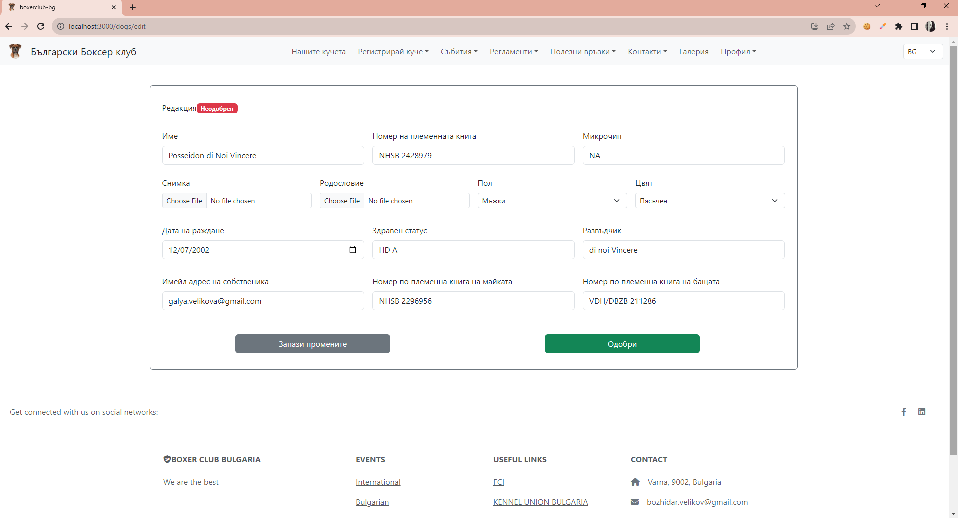 boxerclub-bg
localhost:3000/dogs/edit
Български Боксер клуб
Нашите кучета Регистрирай куче Събития Регламенти Полезни връзки Контакти Галерия Профил
Редакция Неодобрен
Име Номер на племенната книга Микрочип
Posseidon di Noi Vincere NHSB 2428979 NA
Снимка Родословие Пол Цвят
Choose File No file chosen Choose File No file chosen Мъжки
Дата на раждане Здравен статус Развъдчик
12/07/2002 HD A di noi Vincere
Имейл адрес на собственика Номер по племенна книга на майката Номер по племенна книга на бащата
galya.velikova@gmail.com NHSB 2296956 VDH/DBZB 211286
Запази промените Одобри
Get connected with us on social networks:
BOXER CLUB BULGARIA EVENTS USEFUL LINKS CONTACT
We are the best International FCI Varna, 9002, Bulgaria
Bulgarian KENNEL UNION BULGARIA bozhidar.velikov@gmail.com